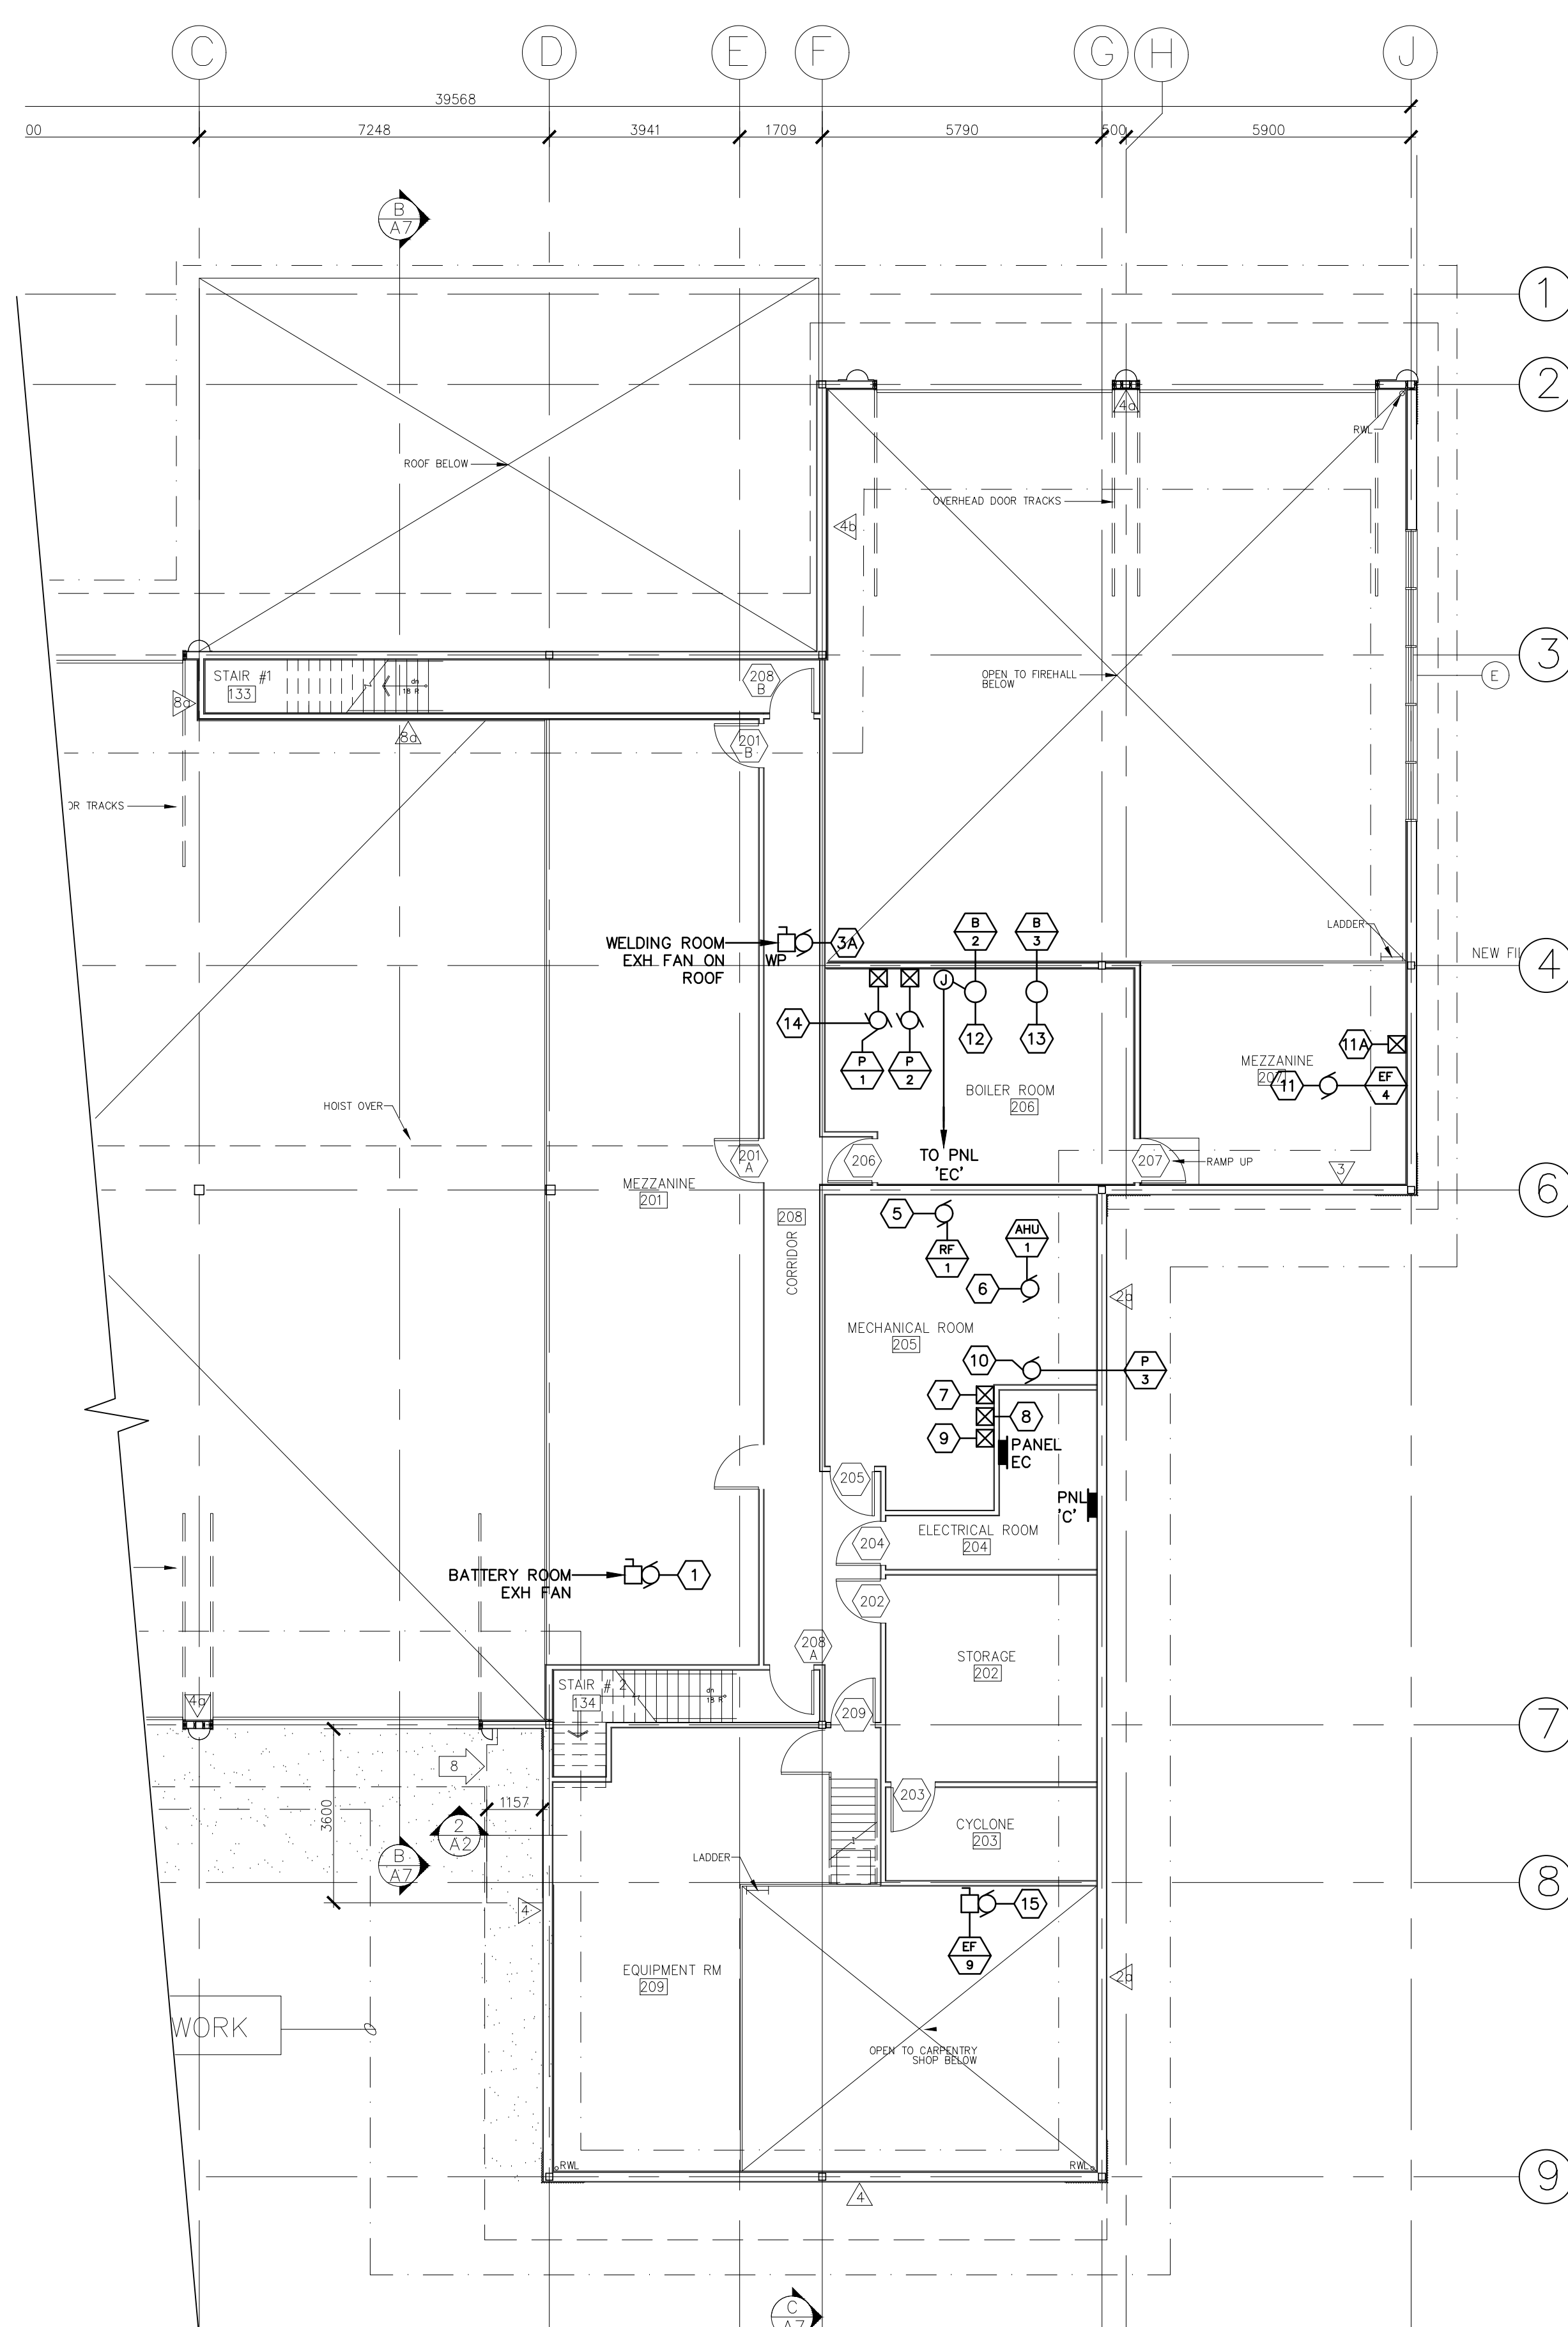 C D E F G H J
39568
00 7248 3941 1709 5790 500 5900
B
A7
1
2
4a
RWL
ROOF BELOW
OVERHEAD DOOR TRACKS
4b
3
STAIR #1
133
dn
18 R
208
B
OPEN TO FIREHALL
BELOW
E
8a
8a
201
B
OR TRACKS
B
2
B
3
LADDER
WELDING ROOM
EXH FAN ON
ROOF
WP
3A
NEW FI
4
J
14
12
13
11A
P
1
P
2
MEZZANINE
207
11
EF
4
BOILER ROOM
206
HOIST OVER
TO PNL
'EC'
201
A
206
207
RAMP UP
3
MEZZANINE
201
6
208
CORRIDOR
5
RF
1
AHU
1
6
2a
MECHANICAL ROOM
205
10
P
3
7
8
9
PANEL
EC
205
PNL
'C'
204
ELECTRICAL ROOM
204
BATTERY ROOM
EXH FAN
1
202
208
A
STORAGE
202
STAIR # 2
134
dn
18 R
4a
209
7
8
3600
1157
203
2
A2
CYCLONE
203
B
A7
LADDER
8
4
15
EF
9
EQUIPMENT RM
209
2a
WORK
OPEN TO CARPENTRY
SHOP BELOW
RWL
RWL
9
4
C
A7